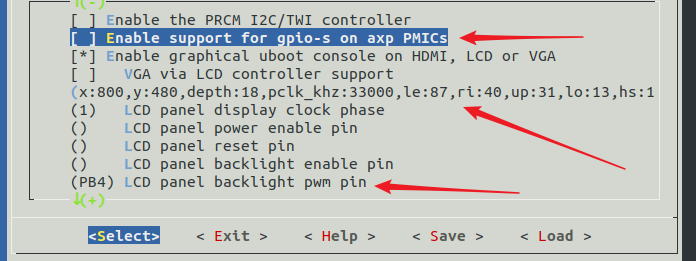 ↑(-)
[ ] Enable the PRCM I2C/TWI controller
[ ] Enable support for gpio-s on axp PMICs
[*] Enable graphical uboot console on HDMI, LCD or VGA
[ ]   VGA via LCD controller support
(x:800,y:480,depth:18,pclk_khz:33000,le:87,ri:40,up:31,lo:13,hs:1
(1)   LCD panel display clock phase
()    LCD panel power enable pin
()    LCD panel reset pin
()    LCD panel backlight enable pin
(PB4) LCD panel backlight pwm pin
↓(+)
<Select>    < Exit >    < Help >    < Save >    < Load >